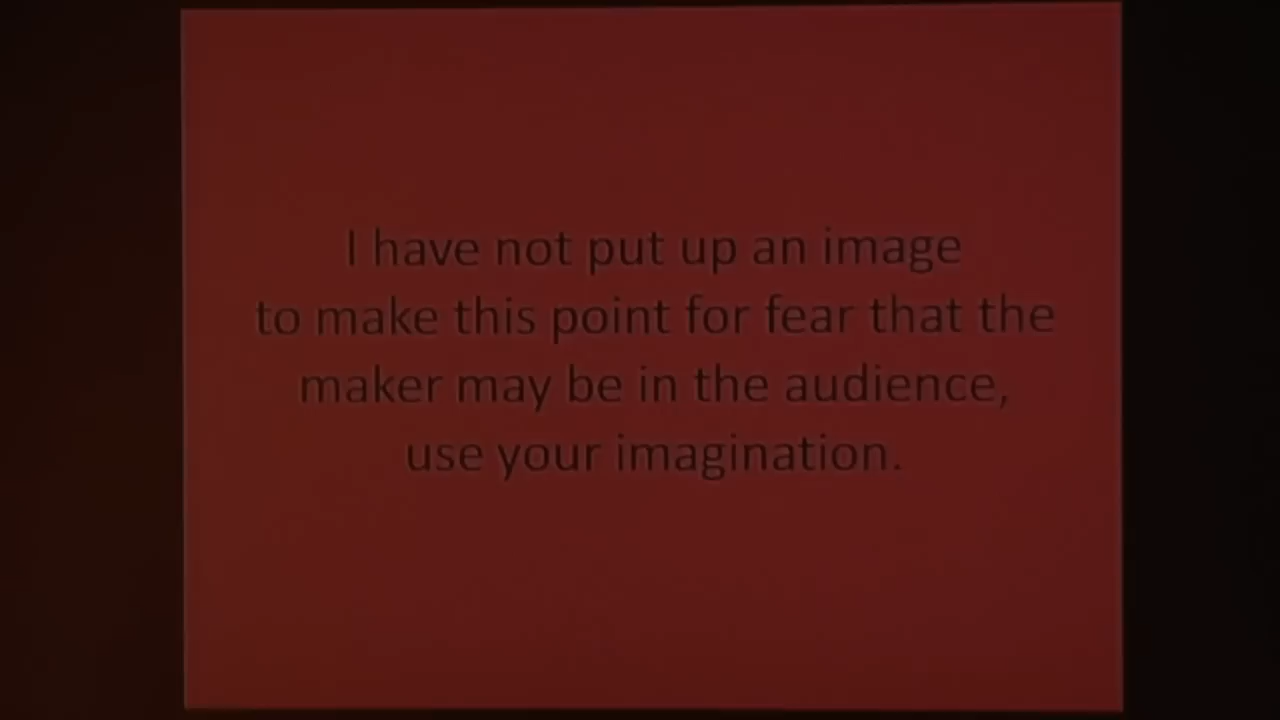 I have not put up an image
to make this point for fear that the
maker may be in the audience,
use your imagination.